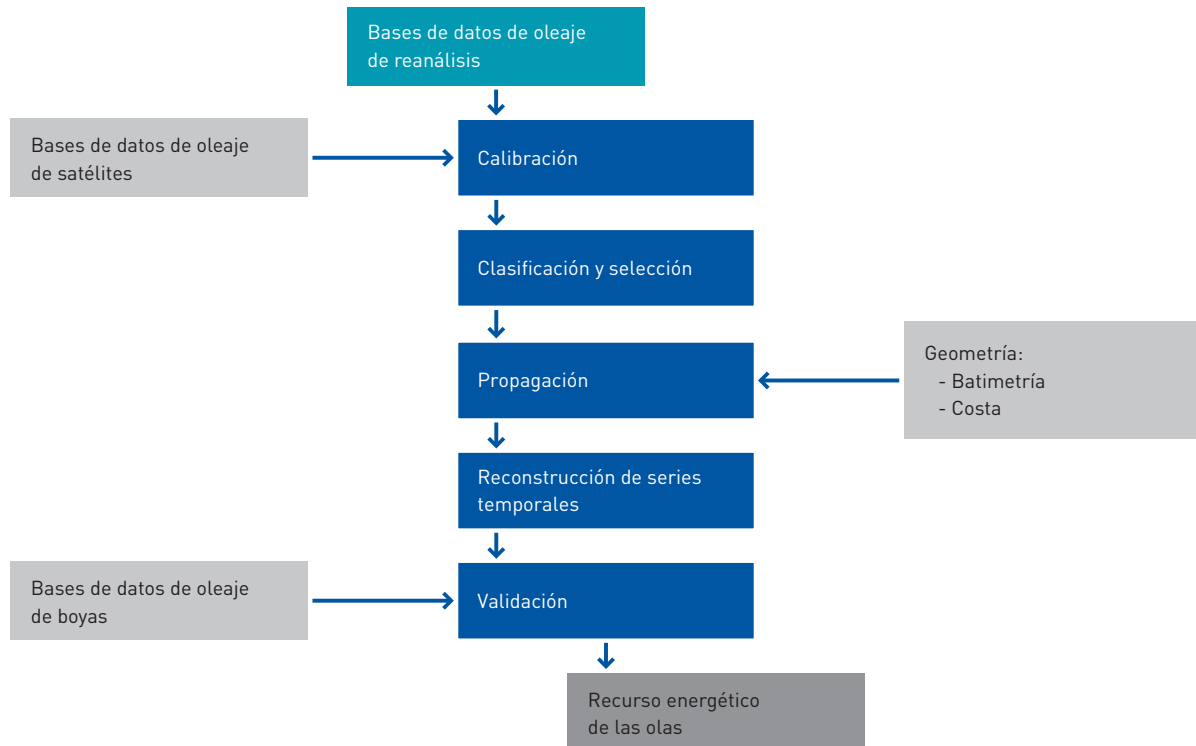 Bases de datos de oleaje
de reanálisis
Bases de datos de oleaje
de satélites
Calibración
Clasificación y selección
Propagación
Geometría:
- Batimetría
- Costa
Reconstrucción de series
temporales
Bases de datos de oleaje
de boyas
Validación
Recurso energético
de las olas